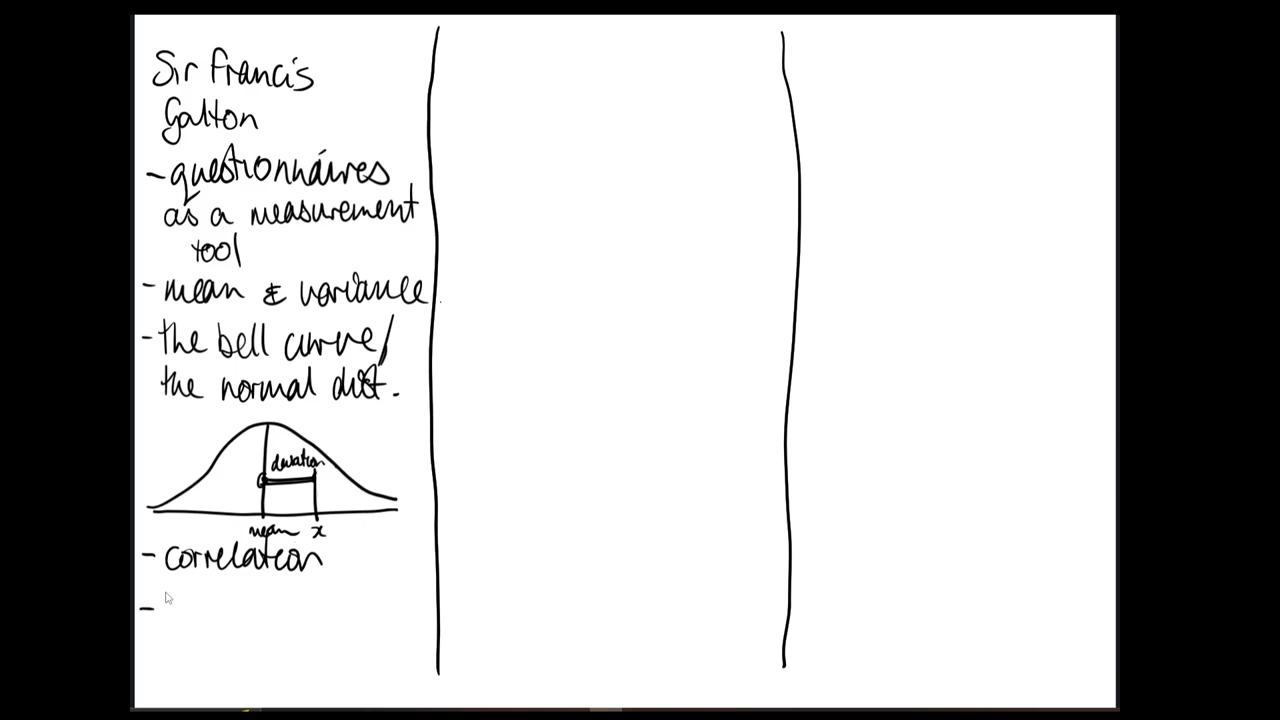 Sir Francis
Galton
- questionnaires
as a measurement
tool
- mean & variance
- the bell curve/
the normal dist.
deviation
mean x
- correlation
-